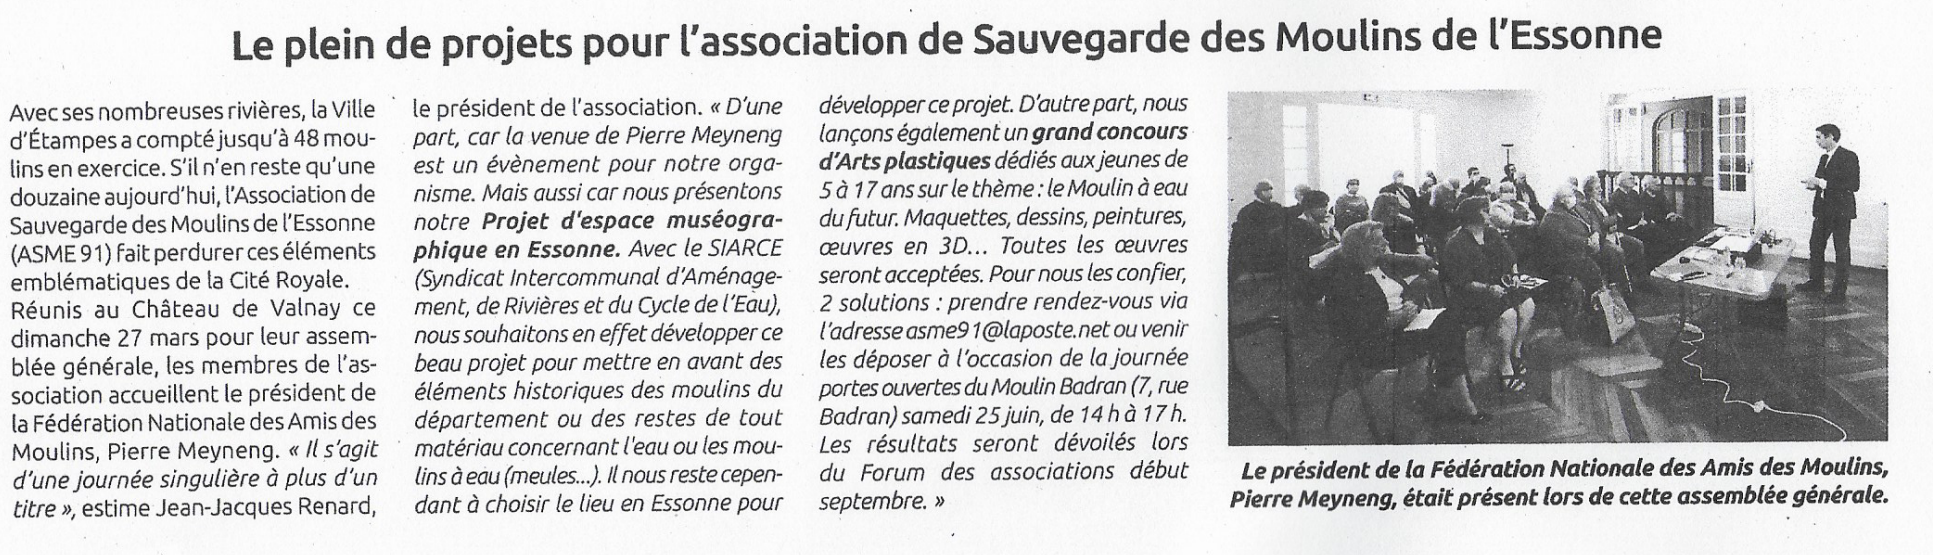 Le plein de projets pour l'association de Sauvegarde des Moulins de l'Essonne
Avec ses nombreuses rivières, la Ville
d'Étampes a compté jusqu'à 48 mou-
lins en exercice. S'il n'en reste qu'une
douzaine aujourd'hui, l'Association de
Sauvegarde des Moulins de l'Essonne
(ASME 91) fait perdurer ces éléments
emblématiques de la Cité Royale.
Réunis au Château de Valnay ce
dimanche 27 mars pour leur assem-
blée générale, les membres de l'as-
sociation accueillent le président de
la Fédération Nationale des Amis des
Moulins, Pierre Meyneng. « Il s'agit
d'une journée singulière à plus d'un
titre », estime Jean-Jacques Renard,
le président de l'association. « D'une
part, car la venue de Pierre Meyneng
est un évènement pour notre orga-
nisme. Mais aussi car nous présentons
notre Projet d'espace muséogra-
phique en Essonne. Avec le SIARCE
(Syndicat Intercommunal d'Aménage-
ment, de Rivières et du Cycle de l'Eau),
nous souhaitons en effet développer ce
beau projet pour mettre en avant des
éléments historiques des moulins du
département ou des restes de tout
matériau concernant l'eau ou les mou-
lins à eau (meules...). Il nous reste cepen-
dant à choisir le lieu en Essonne pour
développer ce projet. D'autre part, nous
lançons également un grand concours
d'Arts plastiques dédiés aux jeunes de
5 à 17 ans sur le thème : le Moulin à eau
du futur. Maquettes, dessins, peintures,
œuvres en 3D... Toutes les œuvres
seront acceptées. Pour nous les confier,
2 solutions : prendre rendez-vous via
l'adresse asme91@laposte.net ou venir
les déposer à l'occasion de la journée
portes ouvertes du Moulin Badran (7, rue
Badran) samedi 25 juin, de 14 h à 17 h.
Les résultats seront dévoilés lors
du Forum des associations début
septembre. »
Le président de la Fédération Nationale des Amis des Moulins,
Pierre Meyneng, était présent lors de cette assemblée générale.